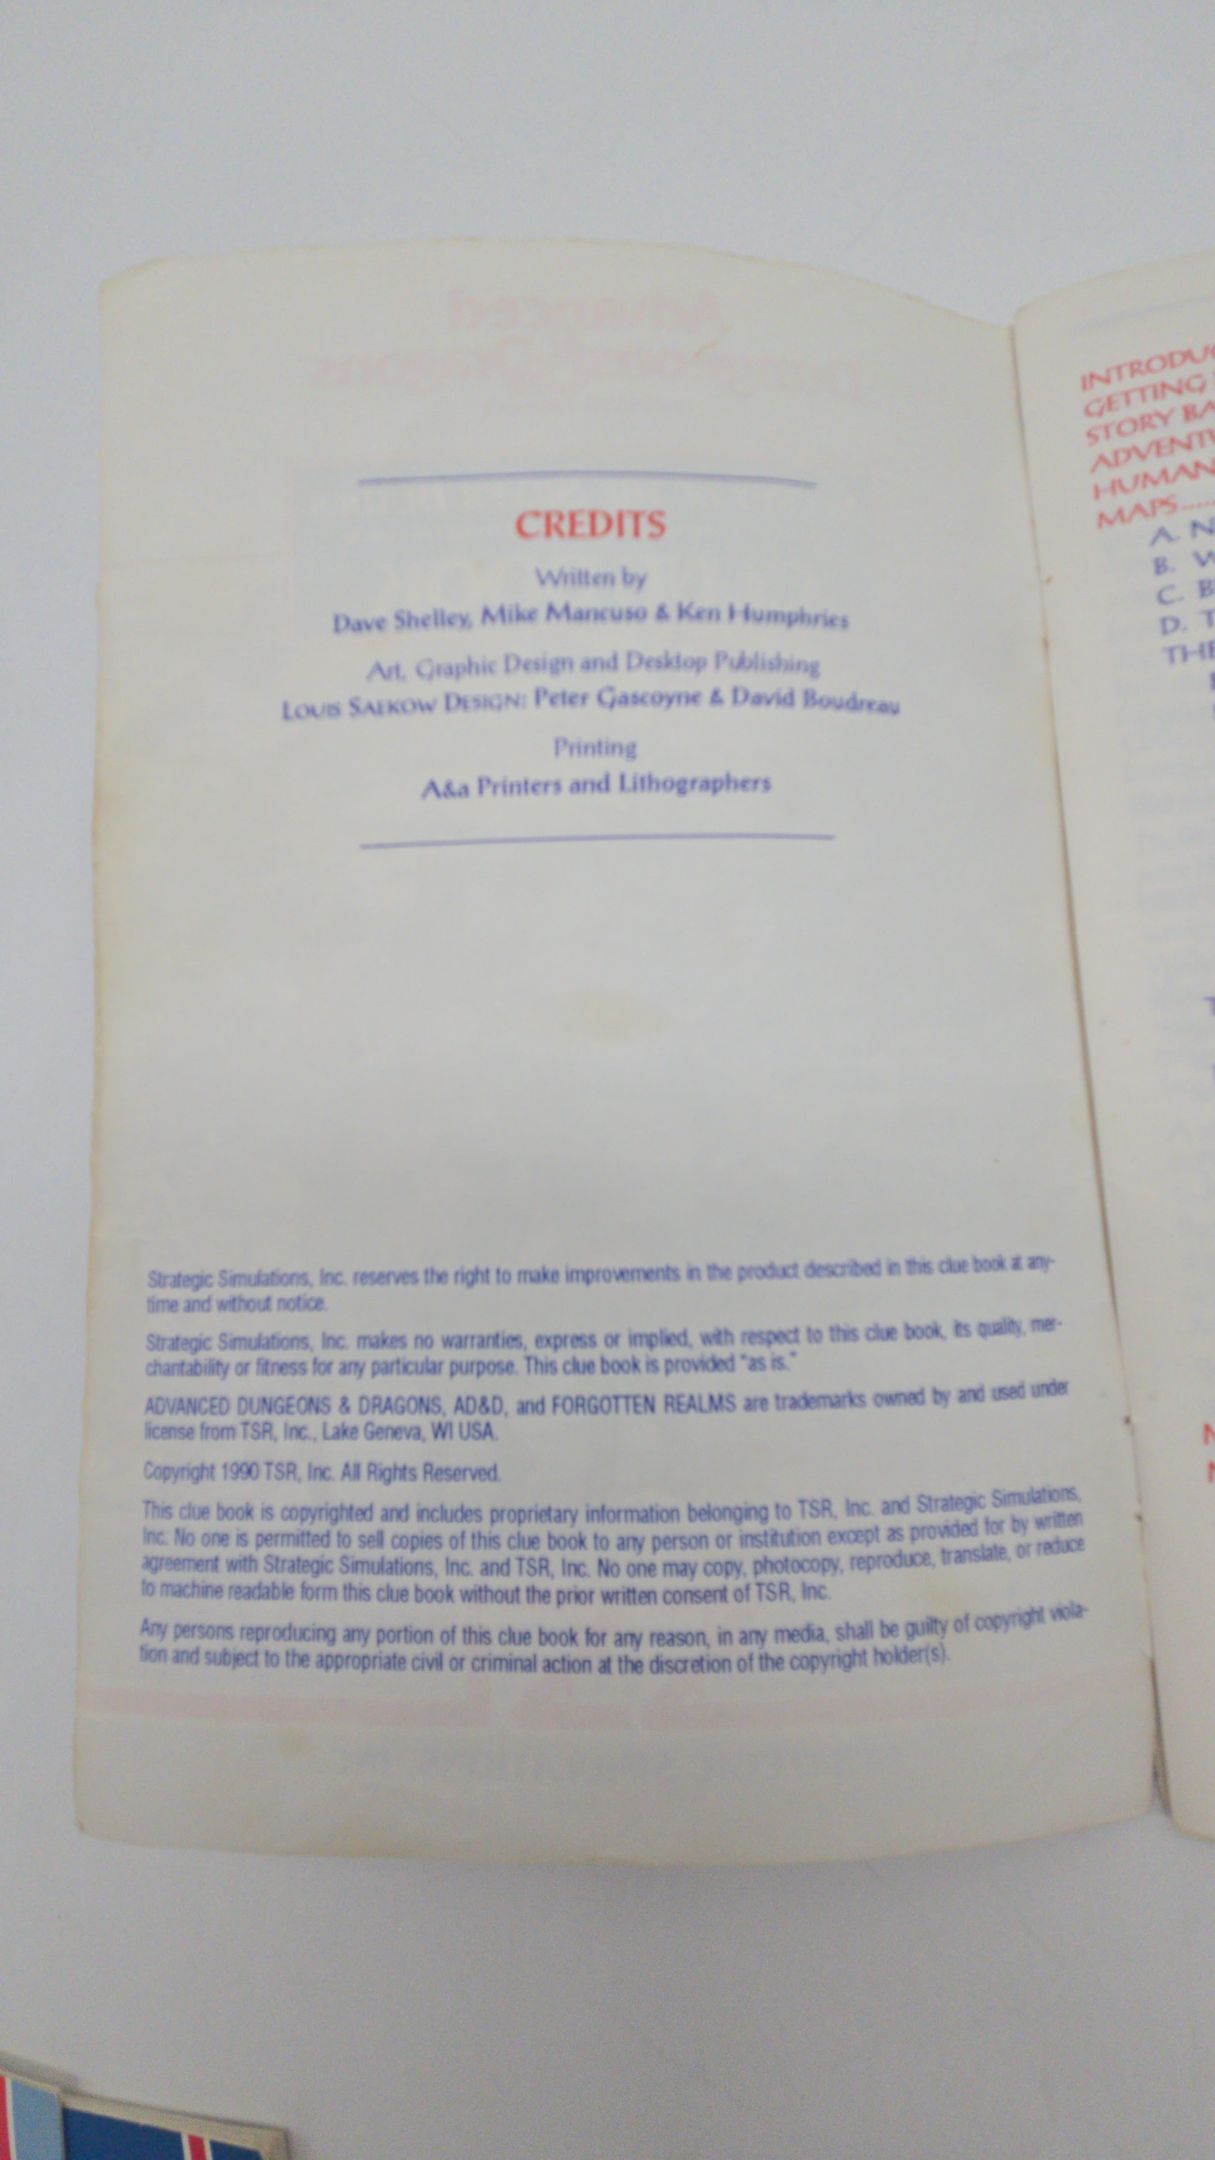 CREDITS
Written by
Dave Shelley, Mike Mancuso & Ken Humphries
Art, Graphic Design and Desktop Publishing
LOUIS SAEKOW DESIGN: Peter Gascoyne & David Boudreau
Printing
A&a Printers and Lithographers
Strategic Simulations, Inc. reserves the right to make improvements in the product described in this clue book at any-
time and without notice.
Strategic Simulations, Inc. makes no warranties, express or implied, with respect to this clue book, its quality, mer-
chantability or fitness for any particular purpose. This clue book is provided "as is."
ADVANCED DUNGEONS & DRAGONS, AD&D, and FORGOTTEN REALMS are trademarks owned by and used under
license from TSR, Inc., Lake Geneva, WI USA.
Copyright 1990 TSR, Inc. All Rights Reserved.
This clue book is copyrighted and includes proprietary information belonging to TSR, Inc. and Strategic Simulations,
Inc. No one is permitted to sell copies of this clue book to any person or institution except as provided for by written
agreement with Strategic Simulations, Inc. and TSR, Inc. No one may copy, photocopy, reproduce, translate, or reduce
to machine readable form this clue book without the prior written consent of TSR, Inc.
Any persons reproducing any portion of this clue book for any reason, in any media, shall be guilty of copyright viola-
tion and subject to the appropriate civil or criminal action at the discretion of the copyright holder(s).
INTRODUC
GETTING
STORY BA
ADVENTU
HUMAN
MAPS......
A. N
B. W
C. B
D. T
THE